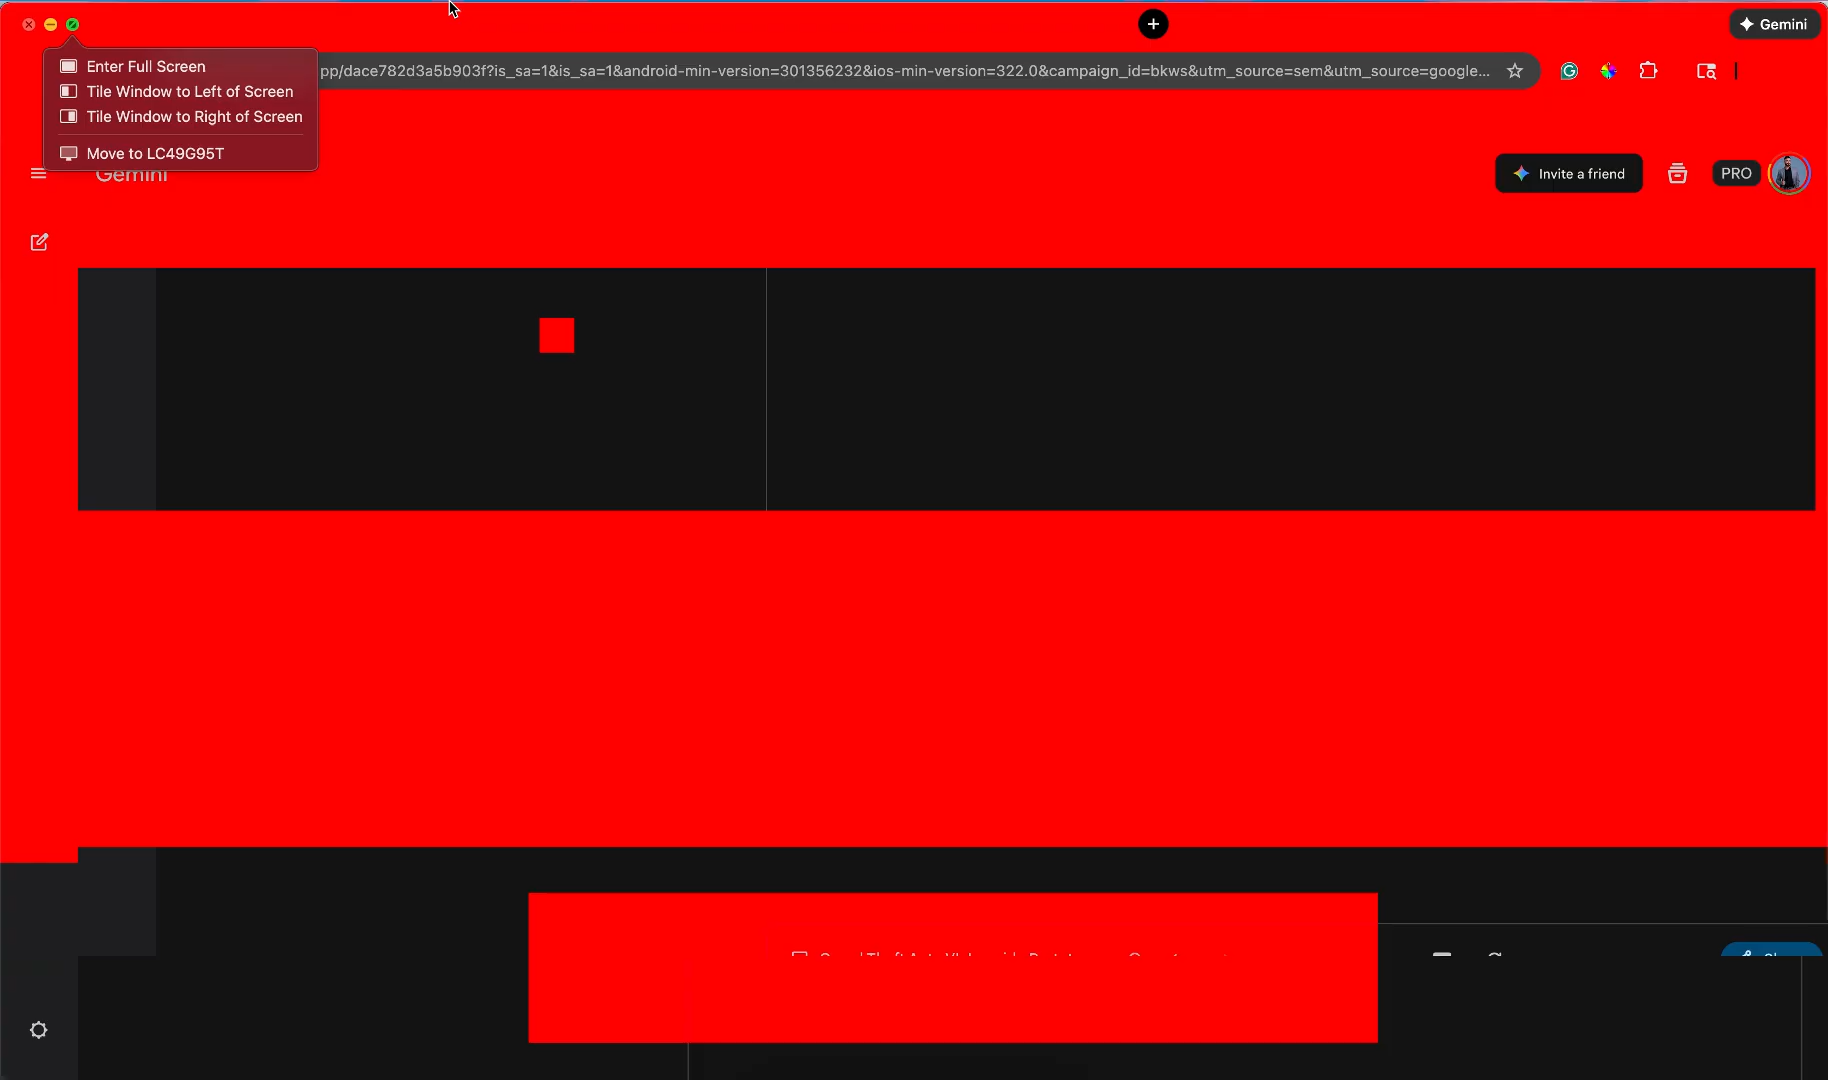 Gemini
Enter Full Screen
pp/dace782d3a5b903f?is_sa=1&is_sa=1&android-min-version=301356232&ios-min-version=322.0&campaign_id=bkws&utm_source=sem&utm_source=google...
Tile Window to Left of Screen
Tile Window to Right of Screen
Move to LC49G95T
Gemini
Invite a friend
PRO